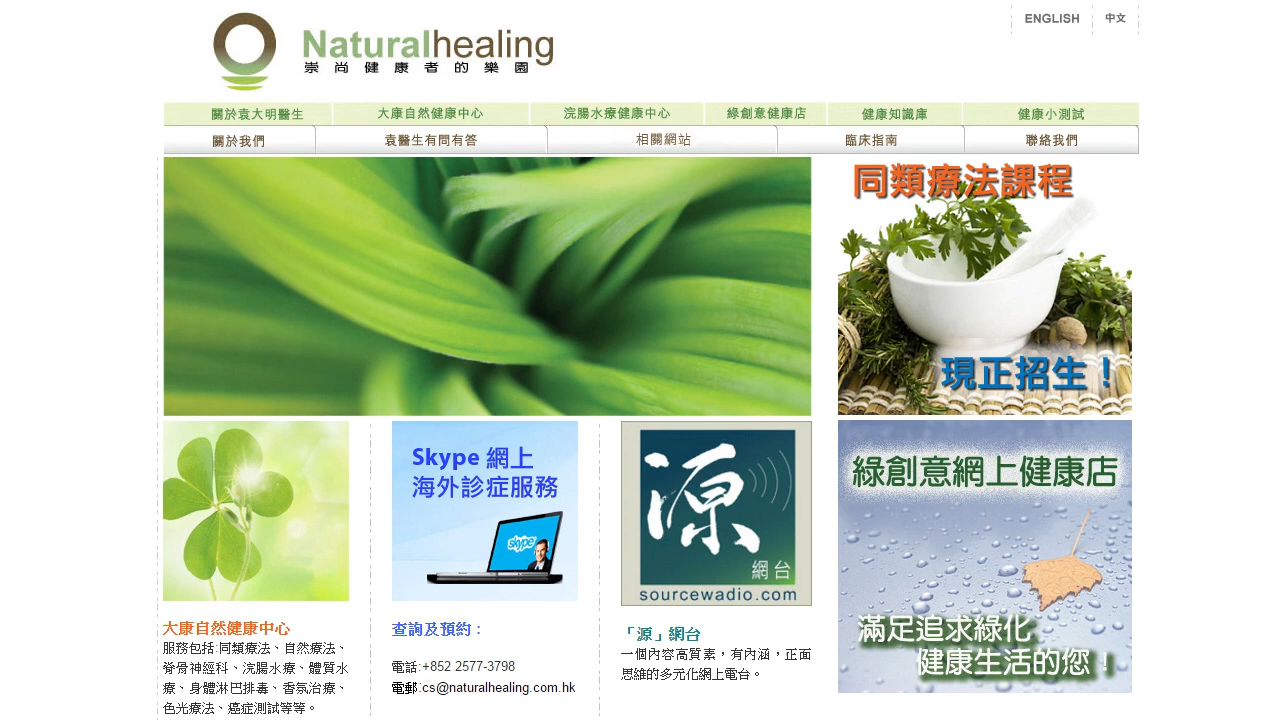 ENGLISH 中文
Naturalhealing
崇尚健康者的樂園
關於袁大明醫生 大康自然健康中心 浣腸水療健康中心 綠創意健康店 健康知識庫 健康小測試
關於我們 袁醫生有問有答 相關網站 臨床指南 聯絡我們
同類療法課程
現正招生！
Skype 網上
海外診症服務
skype
源
網台
sourcewadio.com
綠創意網上健康店
滿足追求綠化
健康生活的您！
大康自然健康中心
服務包括:同類療法、自然療法、
脊骨神經科、浣腸水療、體質水
療、身體淋巴排毒、香氛治療、
色光療法、癌症測試等等。
查詢及預約：
電話:+852 2577-3798
電郵:cs@naturalhealing.com.hk
「源」網台
一個內容高質素，有內涵，正面
思維的多元化網上電台。